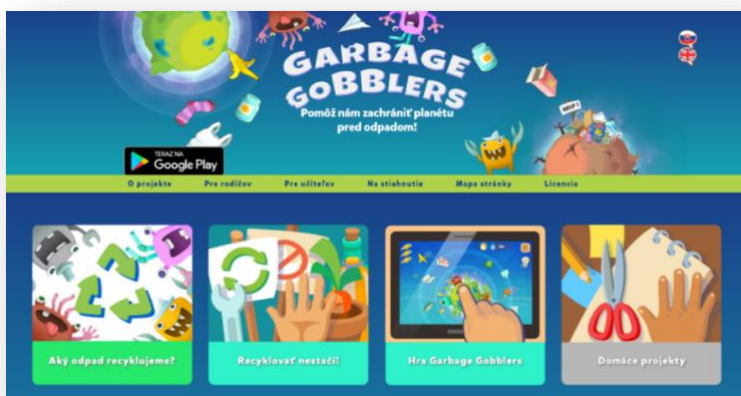 GARBAGE
GOBBLERS
Pomôž nám zachrániť planétu
pred odpadom!
HELP!
TERAZ NA
Google Play
O projekte Pre rodičov Pre učiteľov Na stiahnutie Mapa stránky Licencia
Aký odpad recyklujeme? Recyklovať nestačí! Hra Garbage Gobblers Domáce projekty